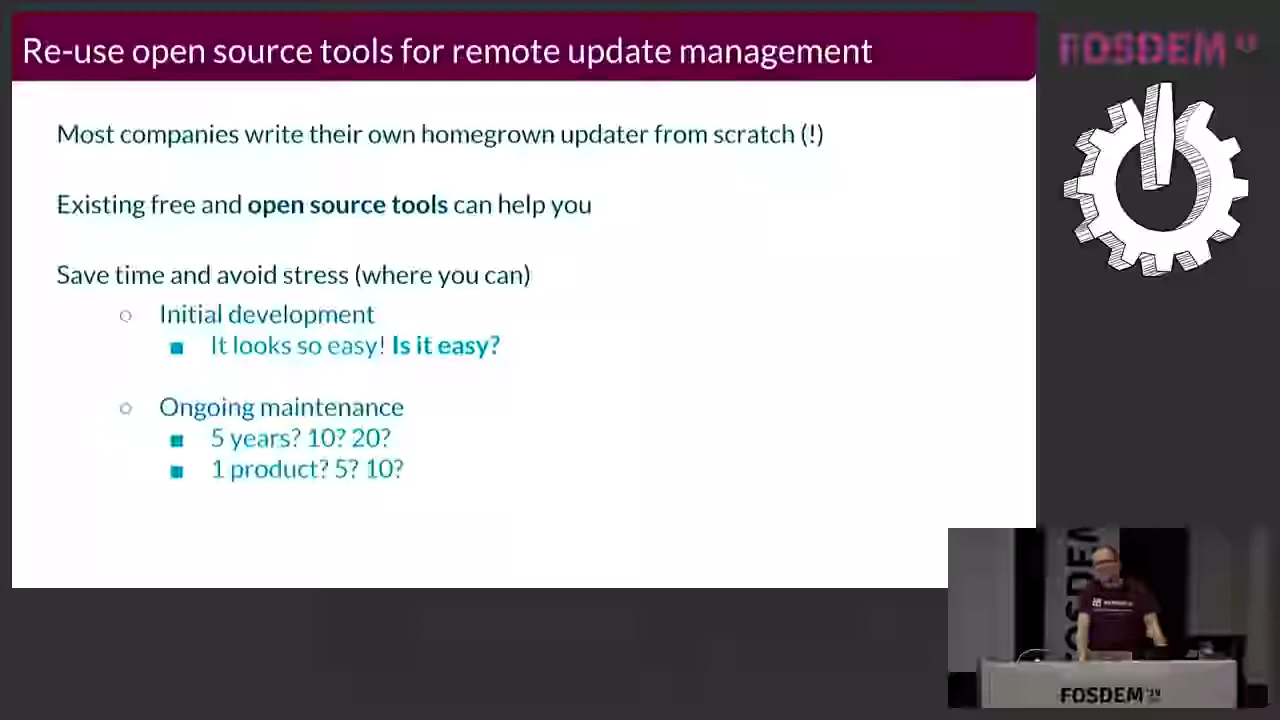 Re-use open source tools for remote update management
FOSDEM
Most companies write their own homegrown updater from scratch (!)
Existing free and open source tools can help you
Save time and avoid stress (where you can)
○ Initial development
■ It looks so easy! Is it easy?
○ Ongoing maintenance
■ 5 years? 10? 20?
■ 1 product? 5? 10?
FOSDEM
FOSDEM